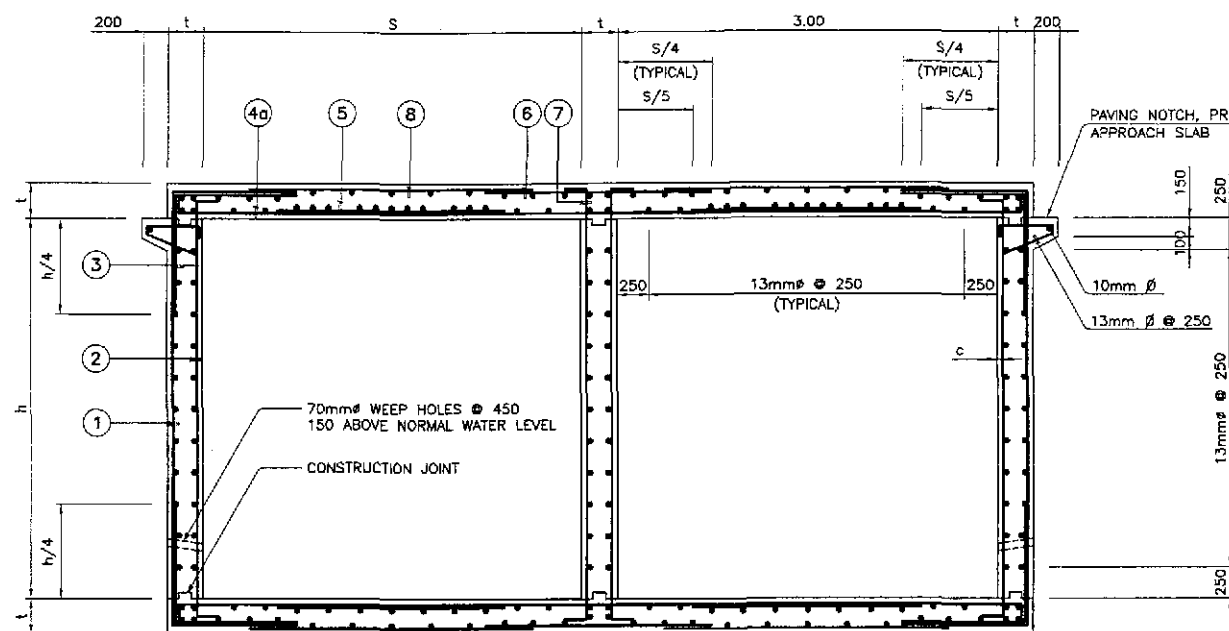 200 t S t 3.00 t 200
S/4 S/4
(TYPICAL) (TYPICAL)
S/5 S/5
4a 5 8 6 7
PAVING NOTCH, PR
APPROACH SLAB
t
150
250
100
h/4
3
250 13mmø @ 250 250
(TYPICAL)
10mm Ø
13mm Ø @ 250
2
c
h
1
70mmø WEEP HOLES @ 450
150 ABOVE NORMAL WATER LEVEL
13mmø @ 250
CONSTRUCTION JOINT
h/4
250
t